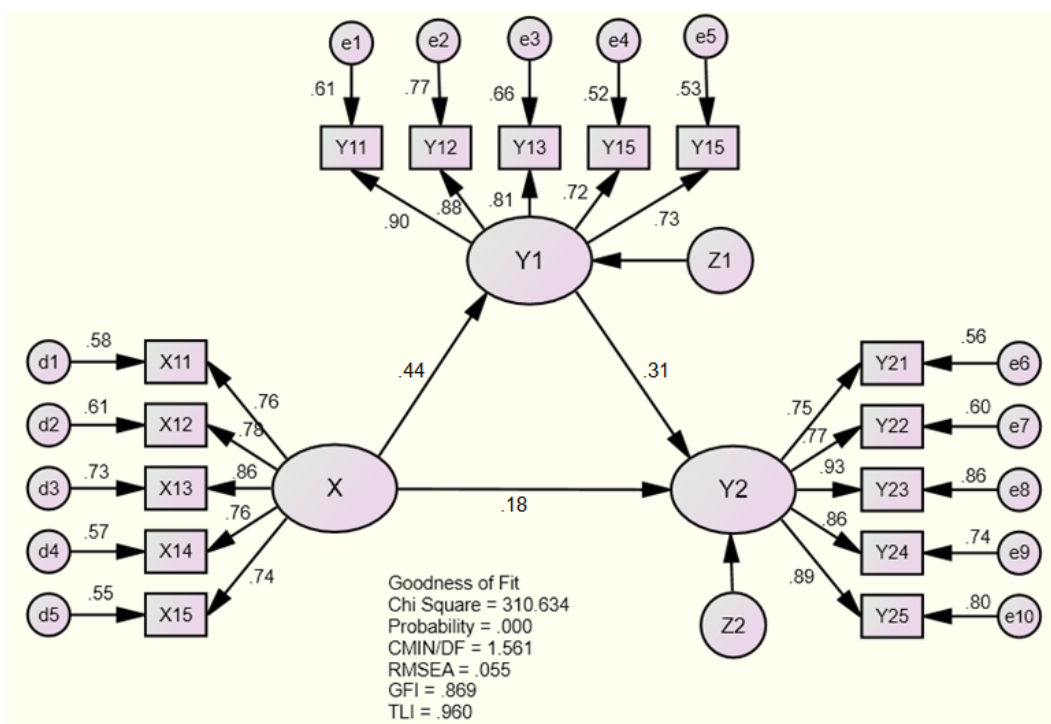 e1 e2 e3 e4 e5
.61 .77 .66 .52 .53
Y11 Y12 Y13 Y15 Y15
.90 .88 .81 .72 .73
Y1 Z1
.44 .31
d1 .58 X11
d2 .61 X12
d3 .73 X13
d4 .57 X14
d5 .55 X15
.76
.78
.86
.76
.74
X .18 Y2
Z2
.75
.77
.93
.86
.89
Y21 .56 e6
Y22 .60 e7
Y23 .86 e8
Y24 .74 e9
Y25 .80 e10
Goodness of Fit
Chi Square = 310.634
Probability = .000
CMIN/DF = 1.561
RMSEA = .055
GFI = .869
TLI = .960